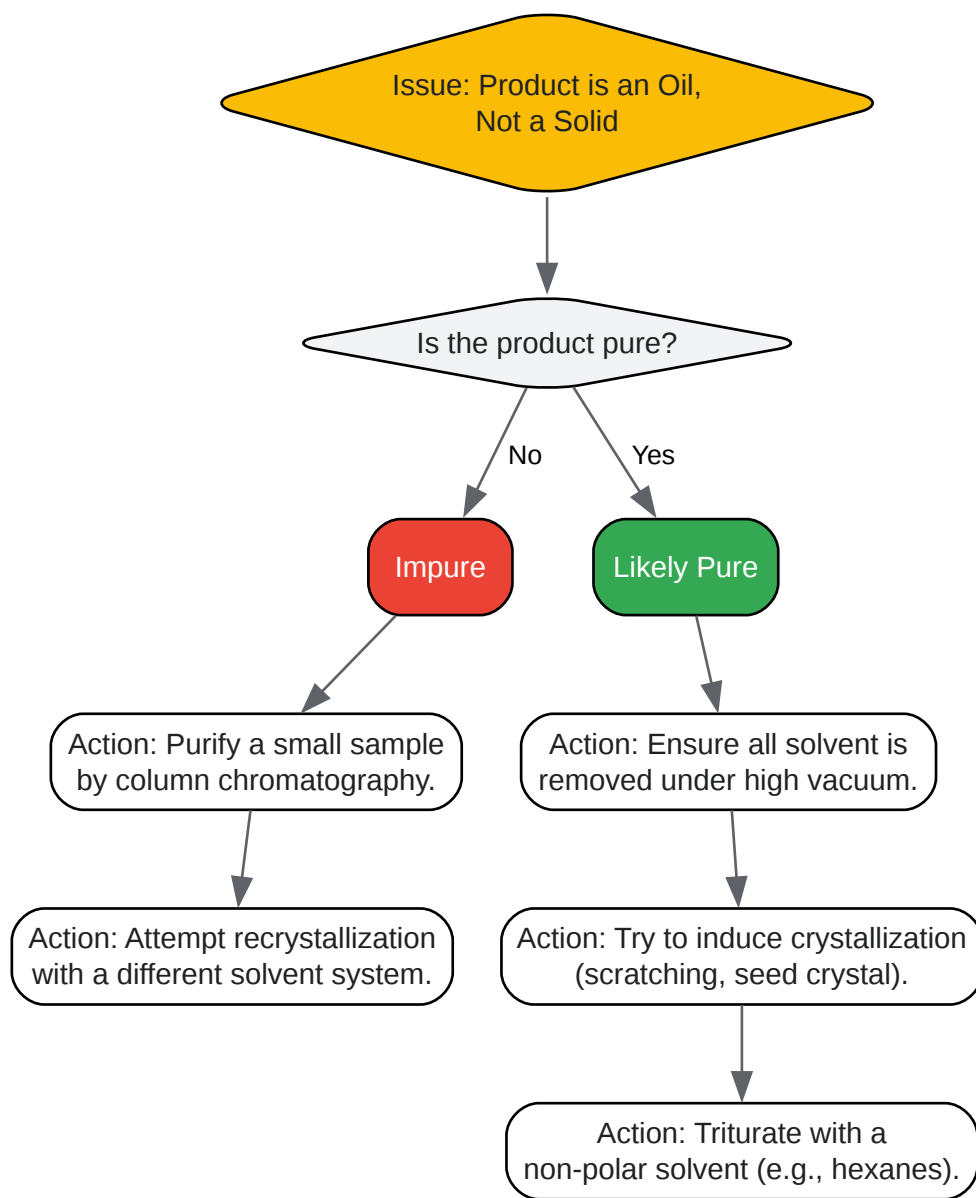 Issue: Product is an Oil,
Not a Solid
Is the product pure?
No
Yes
Impure
Likely Pure
Action: Purify a small sample
by column chromatography.
Action: Ensure all solvent is
removed under high vacuum.
Action: Attempt recrystallization
with a different solvent system.
Action: Try to induce crystallization
(scratching, seed crystal).
Action: Triturate with a
non-polar solvent (e.g., hexanes).